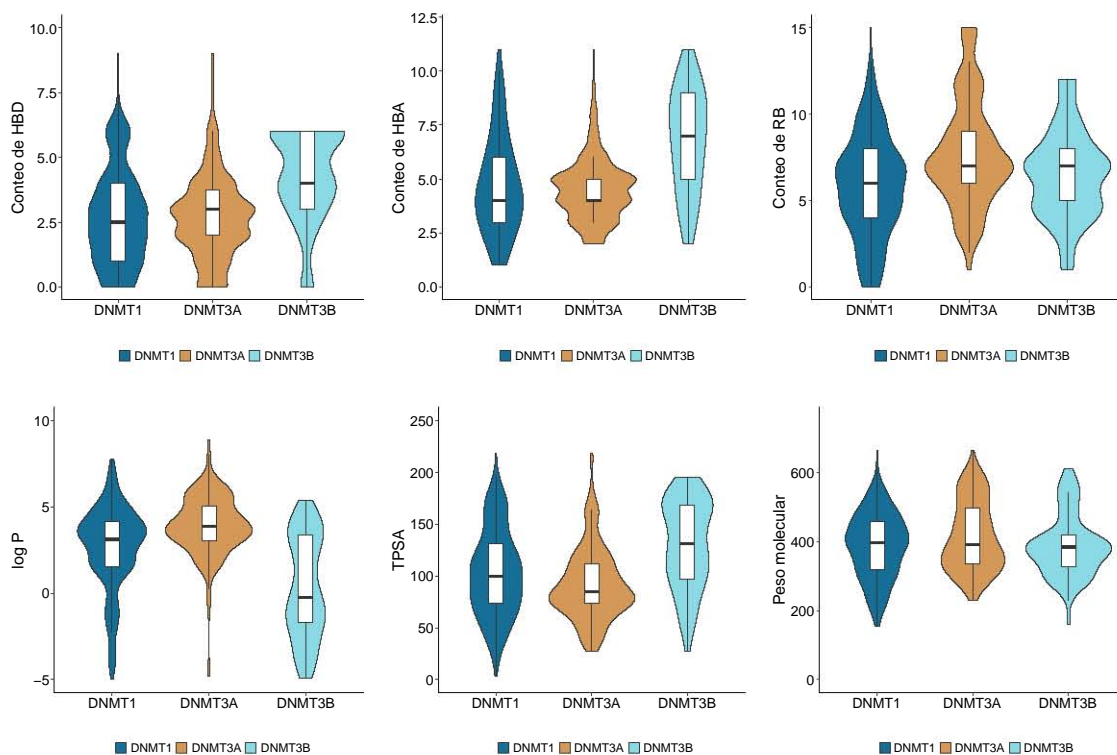 Conteo de HBD
10.0
7.5
5.0
2.5
0.0
DNMT1 DNMT3A DNMT3B
DNMT1 DNMT3A DNMT3B
Conteo de HBA
12.5
10.0
7.5
5.0
2.5
0.0
DNMT1 DNMT3A DNMT3B
DNMT1 DNMT3A DNMT3B
Conteo de RB
15
10
5
0
DNMT1 DNMT3A DNMT3B
DNMT1 DNMT3A DNMT3B
log P
10
5
0
−5
DNMT1 DNMT3A DNMT3B
DNMT1 DNMT3A DNMT3B
TPSA
250
200
150
100
50
0
DNMT1 DNMT3A DNMT3B
DNMT1 DNMT3A DNMT3B
Peso molecular
600
400
200
0
DNMT1 DNMT3A DNMT3B
DNMT1 DNMT3A DNMT3B